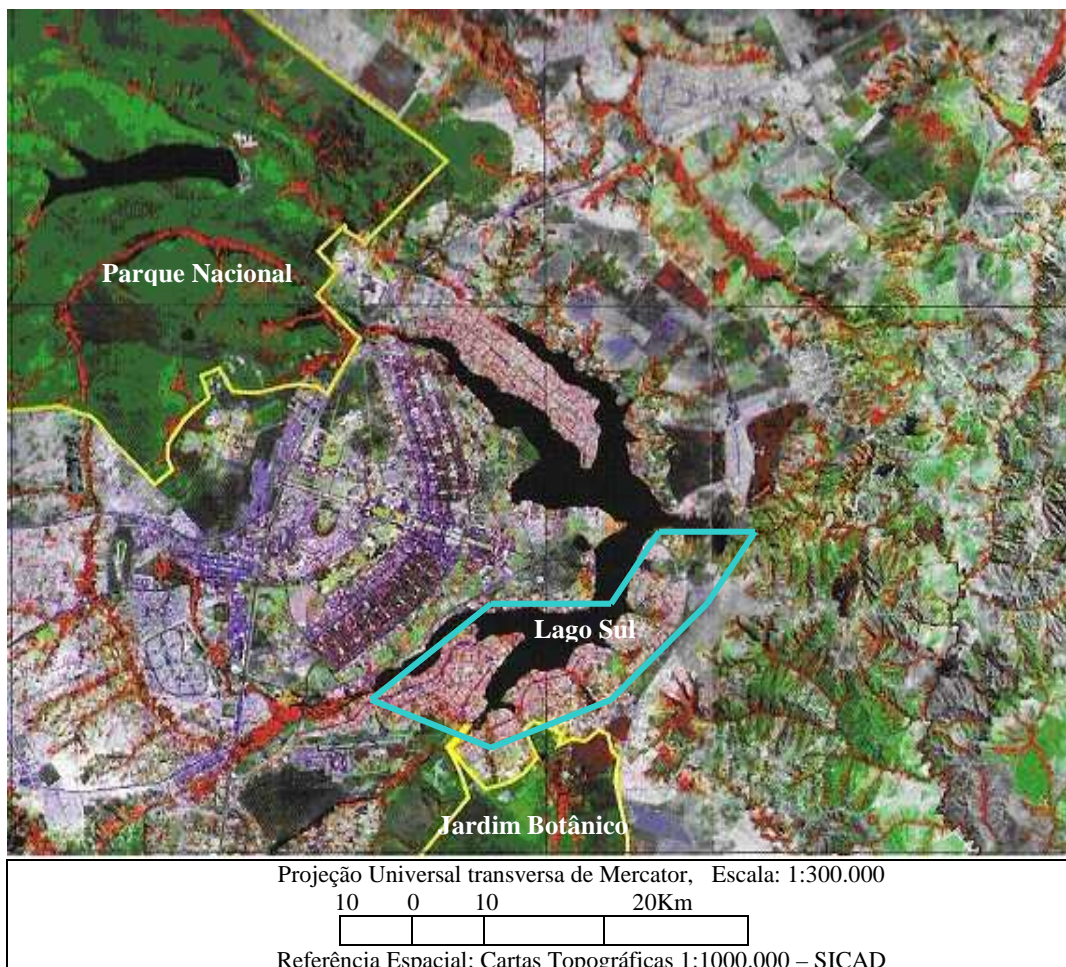 Parque Nacional
Lago Sul
Jardim Botânico
Projeção Universal transversa de Mercator, Escala: 1:300.000
10 0 10 20Km
Referência Espacial: Cartas Topográficas 1:1000.000 – SICAD